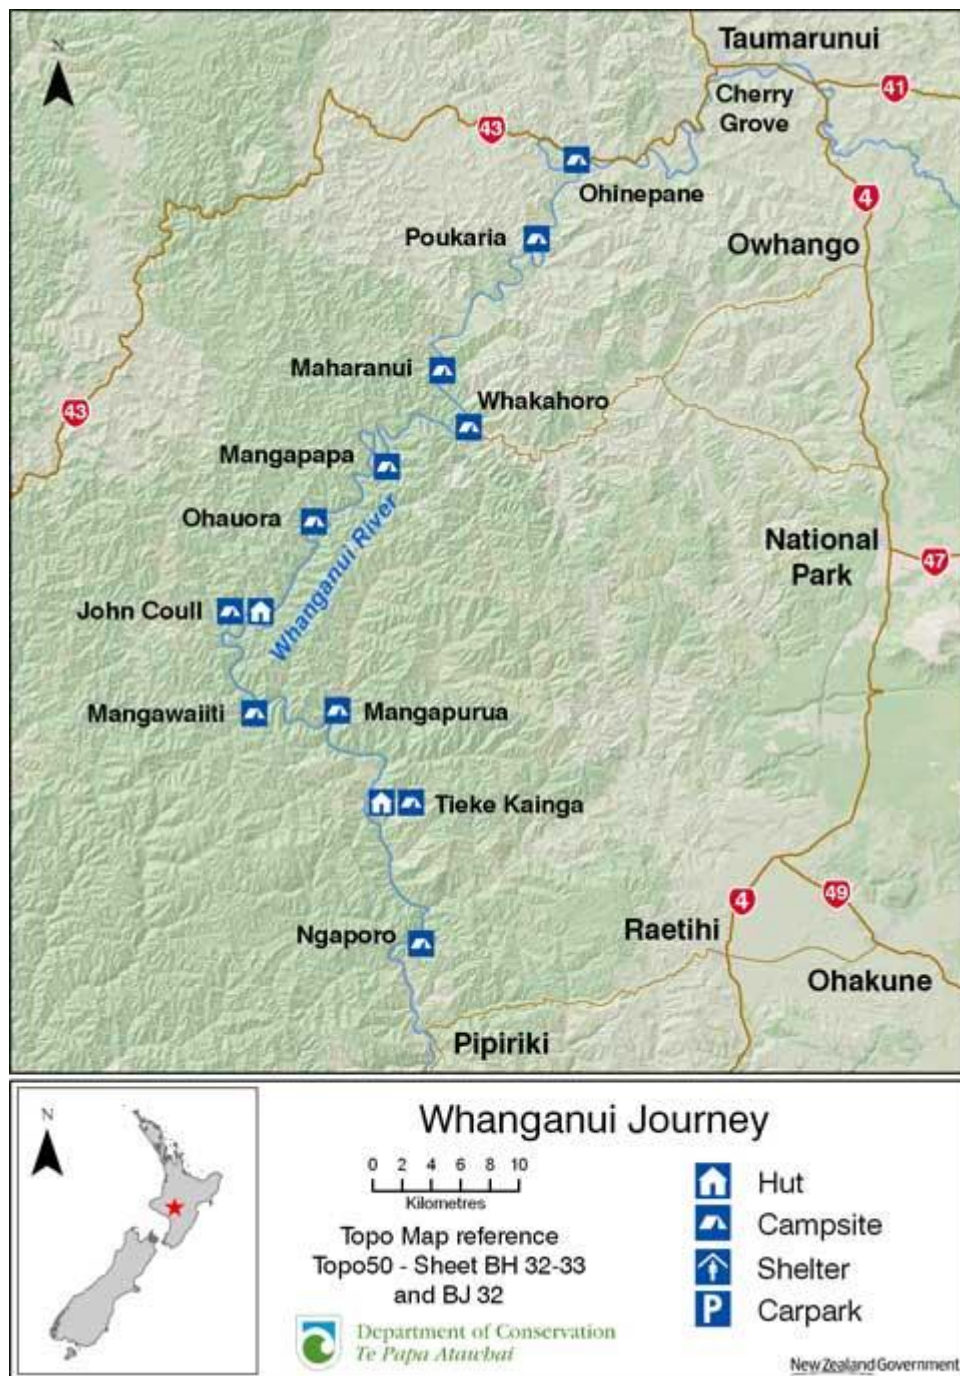 N
Taumarunui
41
Cherry
Grove
43
Ohinepane
4
Poukaria
Owhango
Maharanui
Whakahoro
43
Mangapapa
Ohauora
Whanganui River
National
Park
47
John Coull
Mangawaiiti
Mangapurua
Tieke Kainga
4
49
Ngaporo
Raetihi
Ohakune
Pipiriki
N
Whanganui Journey
0 2 4 6 8 10
Kilometres
Topo Map reference
Topo50 - Sheet BH 32-33
and BJ 32
Department of Conservation
Te Papa Atawbai
Hut
Campsite
Shelter
P Carpark
New Zealand Government